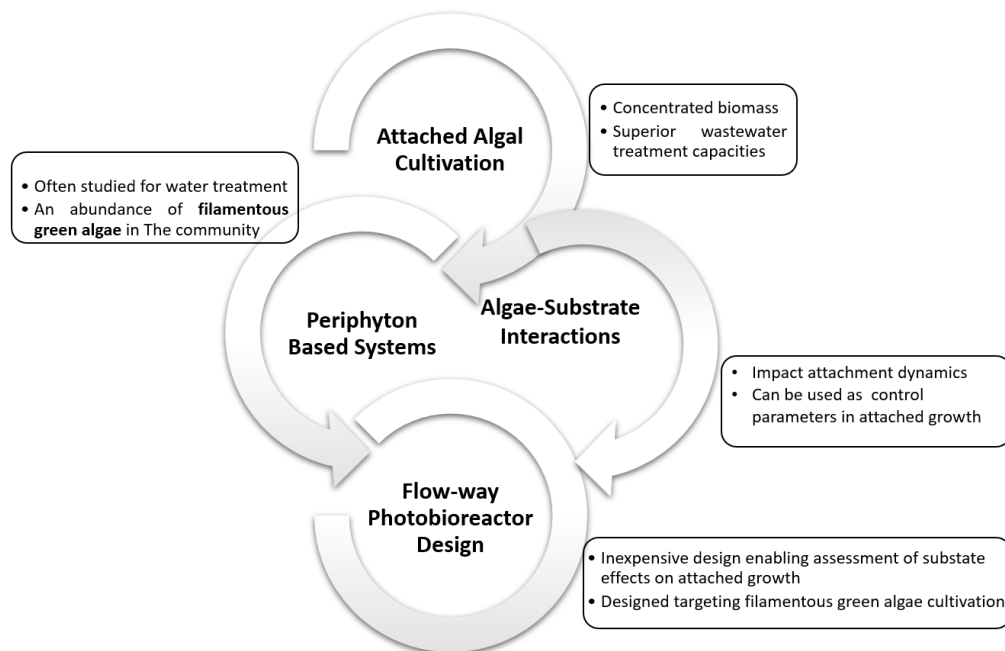 Attached Algal
Cultivation
• Concentrated biomass
• Superior wastewater
treatment capacities
• Often studied for water treatment
• An abundance of filamentous
green algae in The community
Periphyton
Based Systems
Algae-Substrate
Interactions
• Impact attachment dynamics
• Can be used as control
parameters in attached growth
Flow-way
Photobioreactor
Design
• Inexpensive design enabling assessment of substate
effects on attached growth
• Designed targeting filamentous green algae cultivation